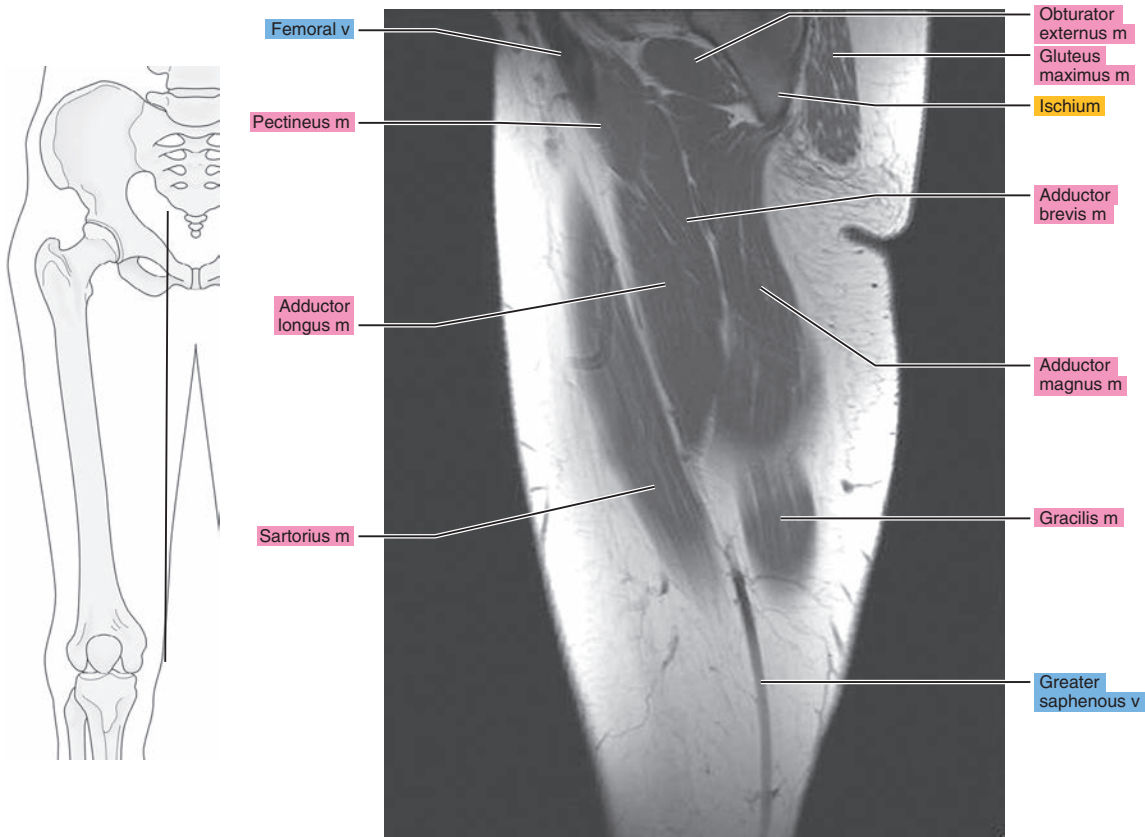 Femoral v
Pectineus m
Adductor
longus m
Sartorius m
Obturator
externus m
Gluteus
maximus m
Ischium
Adductor
brevis m
Adductor
magnus m
Gracilis m
Greater
saphenous v